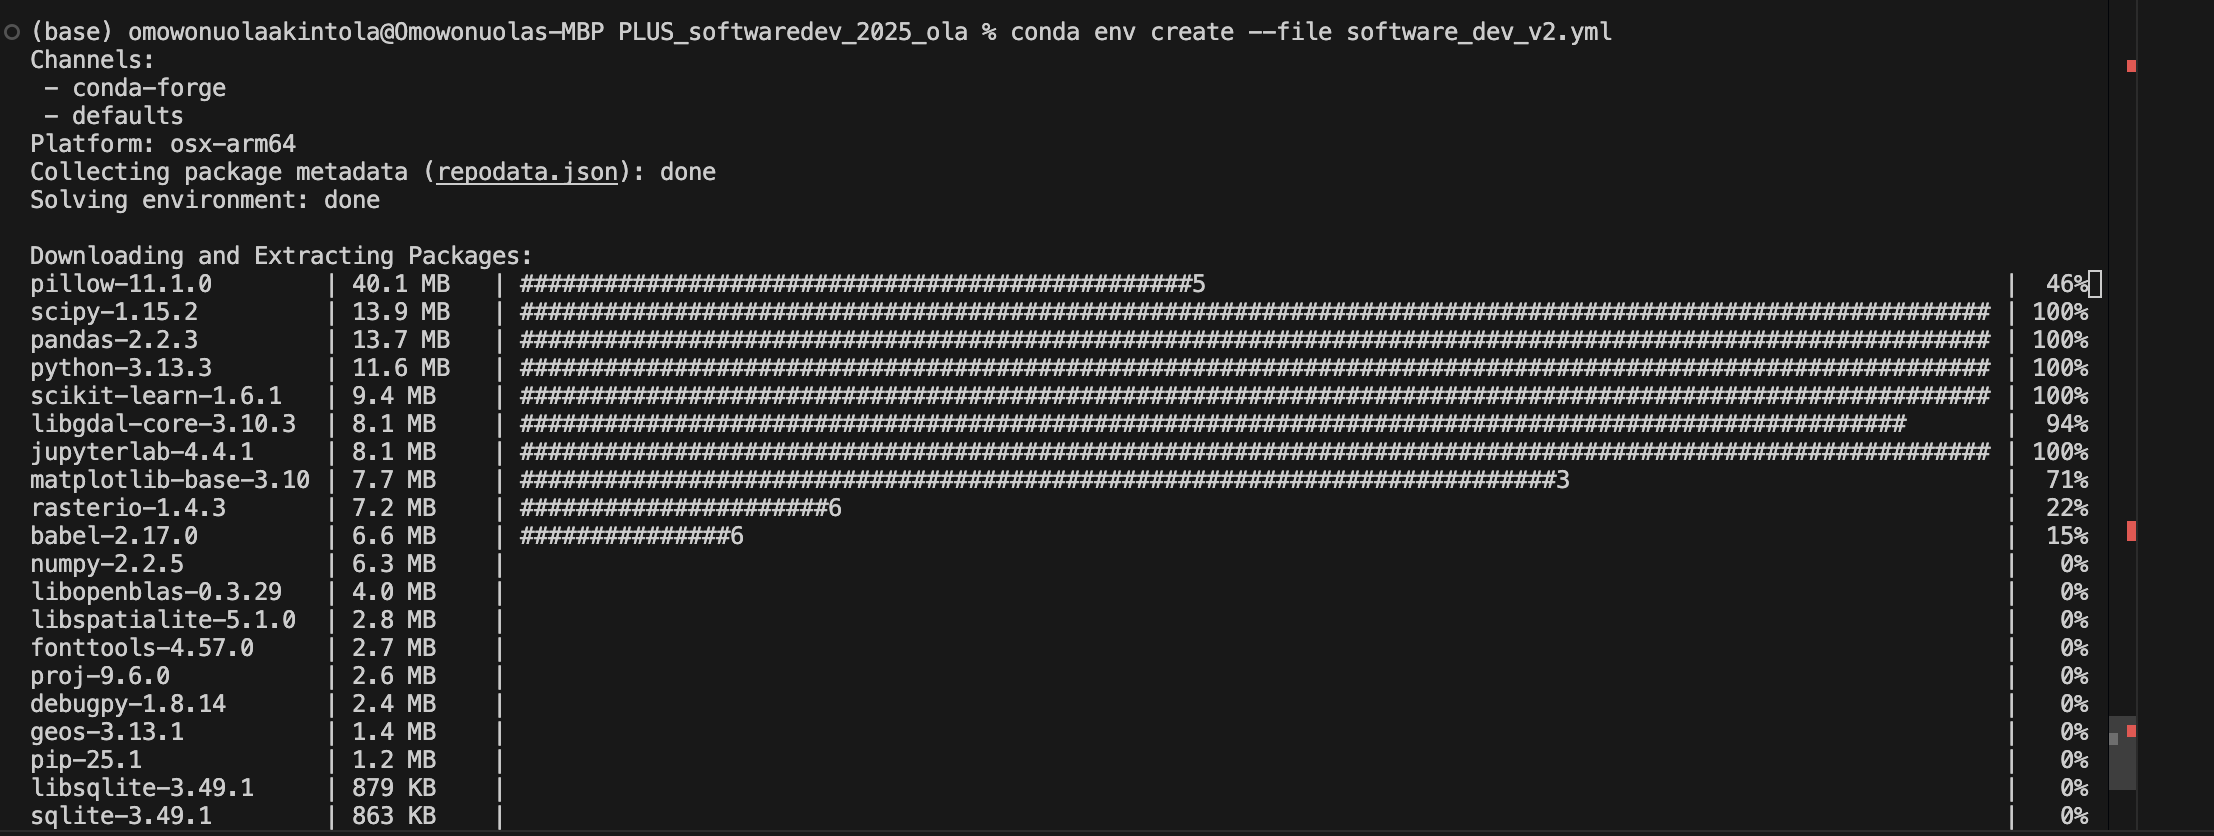 (base) omowonuolaakintola@Omowonuolas-MBP PLUS_softwaredev_2025_ola % conda env create --file software_dev_v2.yml
Channels:
 - conda-forge
 - defaults
Platform: osx-arm64
Collecting package metadata (repodata.json): done
Solving environment: done
Downloading and Extracting Packages:
pillow-11.1.0        | 40.1 MB   | ################################################5 | 46%
scipy-1.15.2         | 13.9 MB   | ######################################################################################################### | 100%
pandas-2.2.3         | 13.7 MB   | ######################################################################################################### | 100%
python-3.13.3        | 11.6 MB   | ######################################################################################################### | 100%
scikit-learn-1.6.1   | 9.4 MB    | ######################################################################################################### | 100%
libgdal-core-3.10.3  | 8.1 MB    | ################################################################################################### | 94%
jupyterlab-4.4.1     | 8.1 MB    | ######################################################################################################### | 100%
matplotlib-base-3.10 | 7.7 MB    | ##########################################################################3 | 71%
rasterio-1.4.3       | 7.2 MB    | ######################6 | 22%
babel-2.17.0         | 6.6 MB    | ###############6 | 15%
numpy-2.2.5          | 6.3 MB    | | 0%
libopenblas-0.3.29   | 4.0 MB    | | 0%
libspatialite-5.1.0  | 2.8 MB    | | 0%
fonttools-4.57.0     | 2.7 MB    | | 0%
proj-9.6.0           | 2.6 MB    | | 0%
debugpy-1.8.14       | 2.4 MB    | | 0%
geos-3.13.1          | 1.4 MB    | | 0%
pip-25.1             | 1.2 MB    | | 0%
libsqlite-3.49.1     | 879 KB    | | 0%
sqlite-3.49.1        | 863 KB    | | 0%